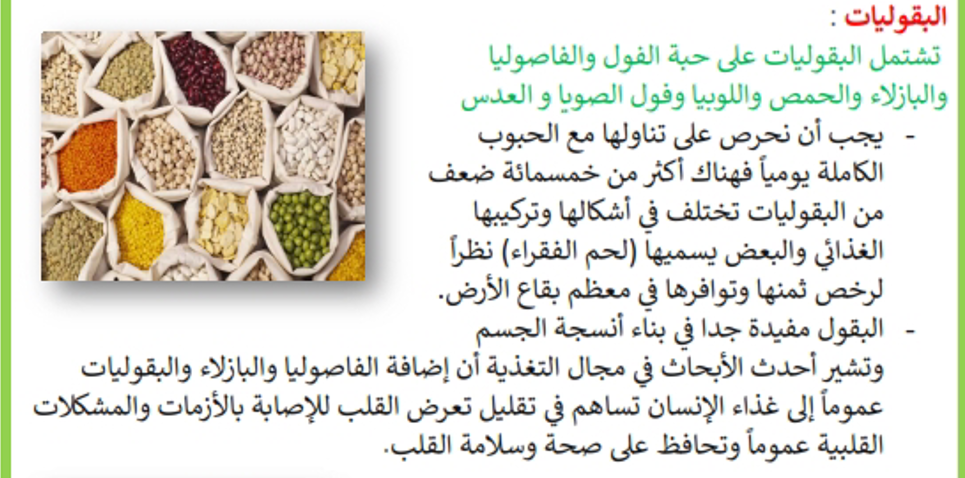 البقوليات :
تشتمل البقوليات على حبة الفول والفاصوليا
والبازلاء والحمص واللوبيا وفول الصويا و العدس
- يجب أن نحرص على تناولها مع الحبوب
الكاملة يومياً فهناك أكثر من خمسمائة ضعف
من البقوليات تختلف في أشكالها وتركيبها
الغذائي والبعض يسميها (لحم الفقراء) نظراً
لرخص ثمنها وتوافرها في معظم بقاع الأرض.
- البقول مفيدة جدا في بناء أنسجة الجسم
وتشير أحدث الأبحاث في مجال التغذية أن إضافة الفاصوليا والبازلاء والبقوليات
عموماً إلى غذاء الإنسان تساهم في تقليل تعرض القلب للإصابة بالأزمات والمشكلات
القلبية عموماً وتحافظ على صحة وسلامة القلب.